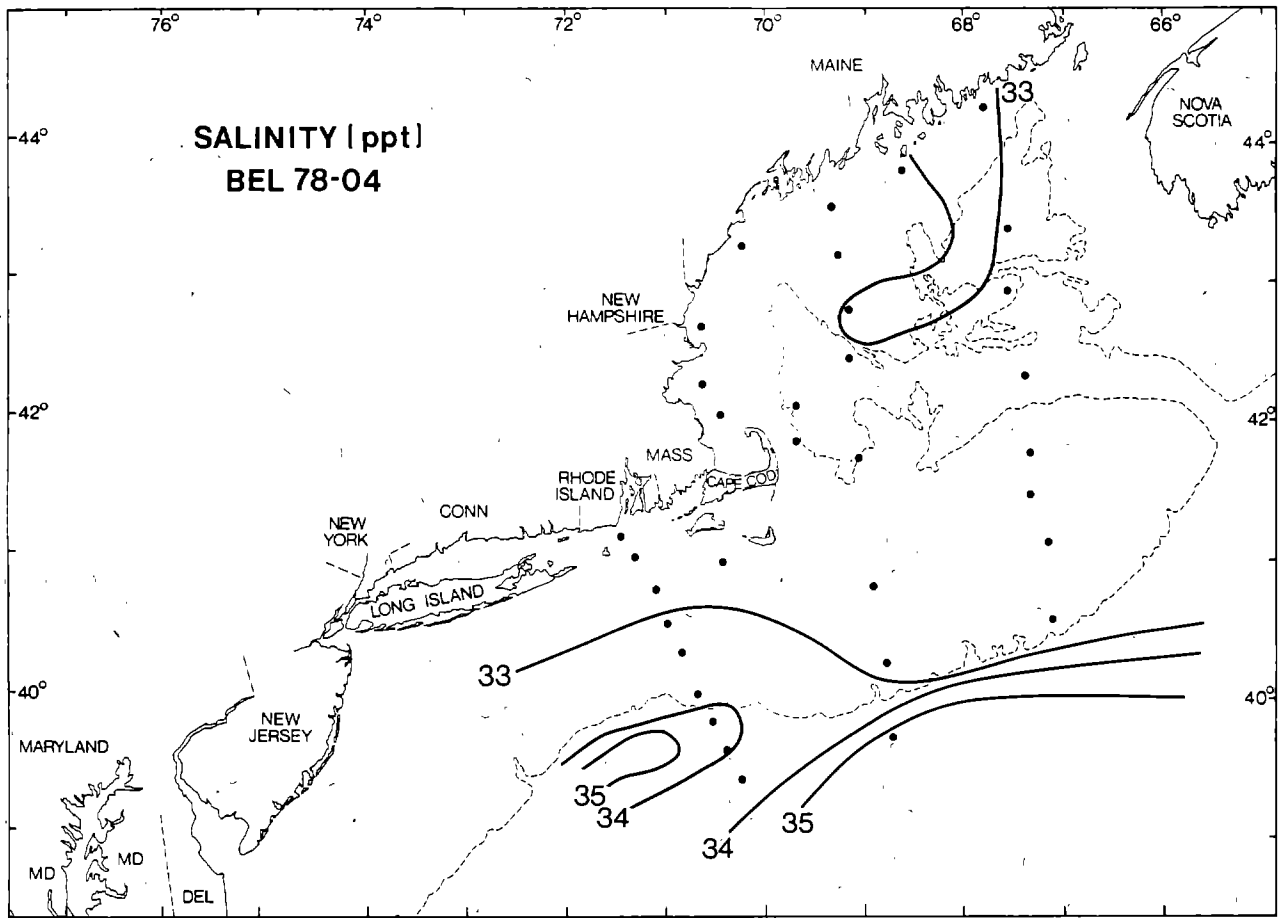 76° 74° 72° 70° 68° 66°
MAINE
33
NOVA
SCOTIA
44°
44°
SALINITY [ppt]
BEL 78-04
NEW
HAMPSHIRE
42°
42°
MASS
RHODE
ISLAND
CAPE COD
CONN
NEW
YORK
LONG ISLAND
33
40°
40°
NEW
JERSEY
MARYLAND
35
34
35
34
MD
MD
DEL